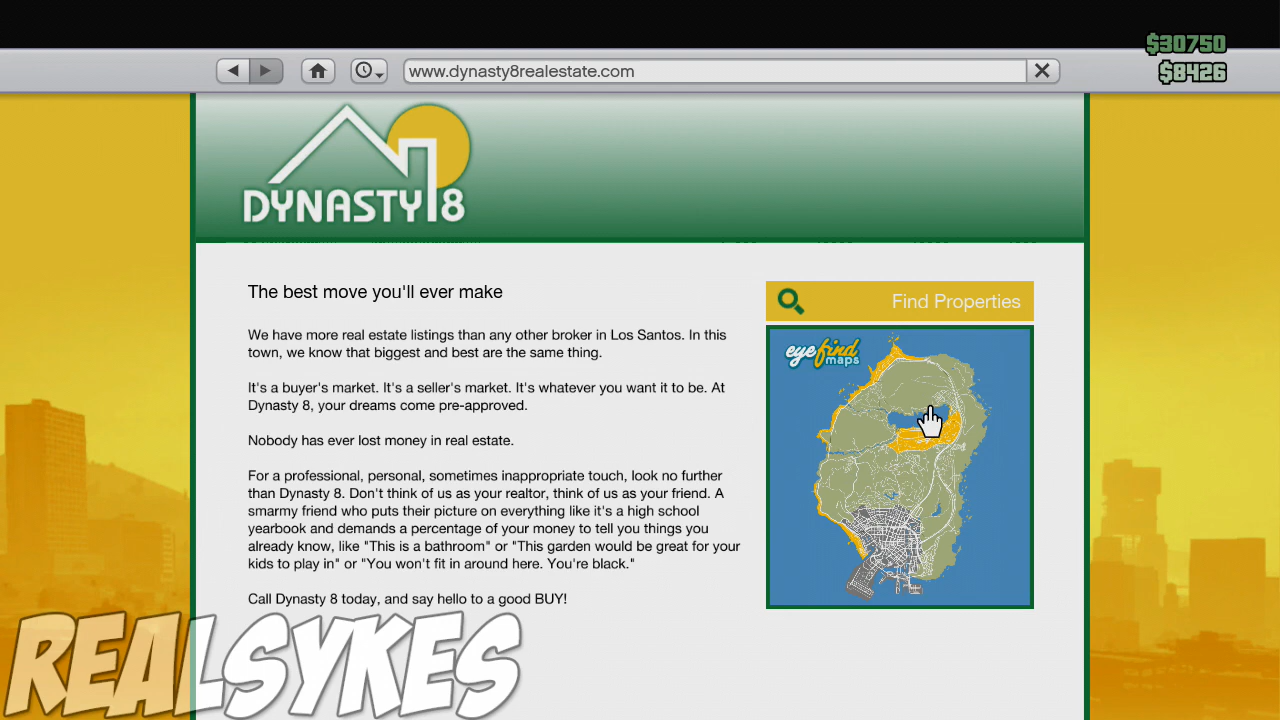 $30750
$8426
www.dynasty8realestate.com
DYNASTY 8
The best move you'll ever make
Find Properties
We have more real estate listings than any other broker in Los Santos. In this
town, we know that biggest and best are the same thing.
It's a buyer's market. It's a seller's market. It's whatever you want it to be. At
Dynasty 8, your dreams come pre-approved.
Nobody has ever lost money in real estate.
For a professional, personal, sometimes inappropriate touch, look no further
than Dynasty 8. Don't think of us as your realtor, think of us as your friend. A
smarmy friend who puts their picture on everything like it's a high school
yearbook and demands a percentage of your money to tell you things you
already know, like "This is a bathroom" or "This garden would be great for your
kids to play in" or "You won't fit in around here. You're black."
Call Dynasty 8 today, and say hello to a good BUY!
eyefind
maps
REALSYKES